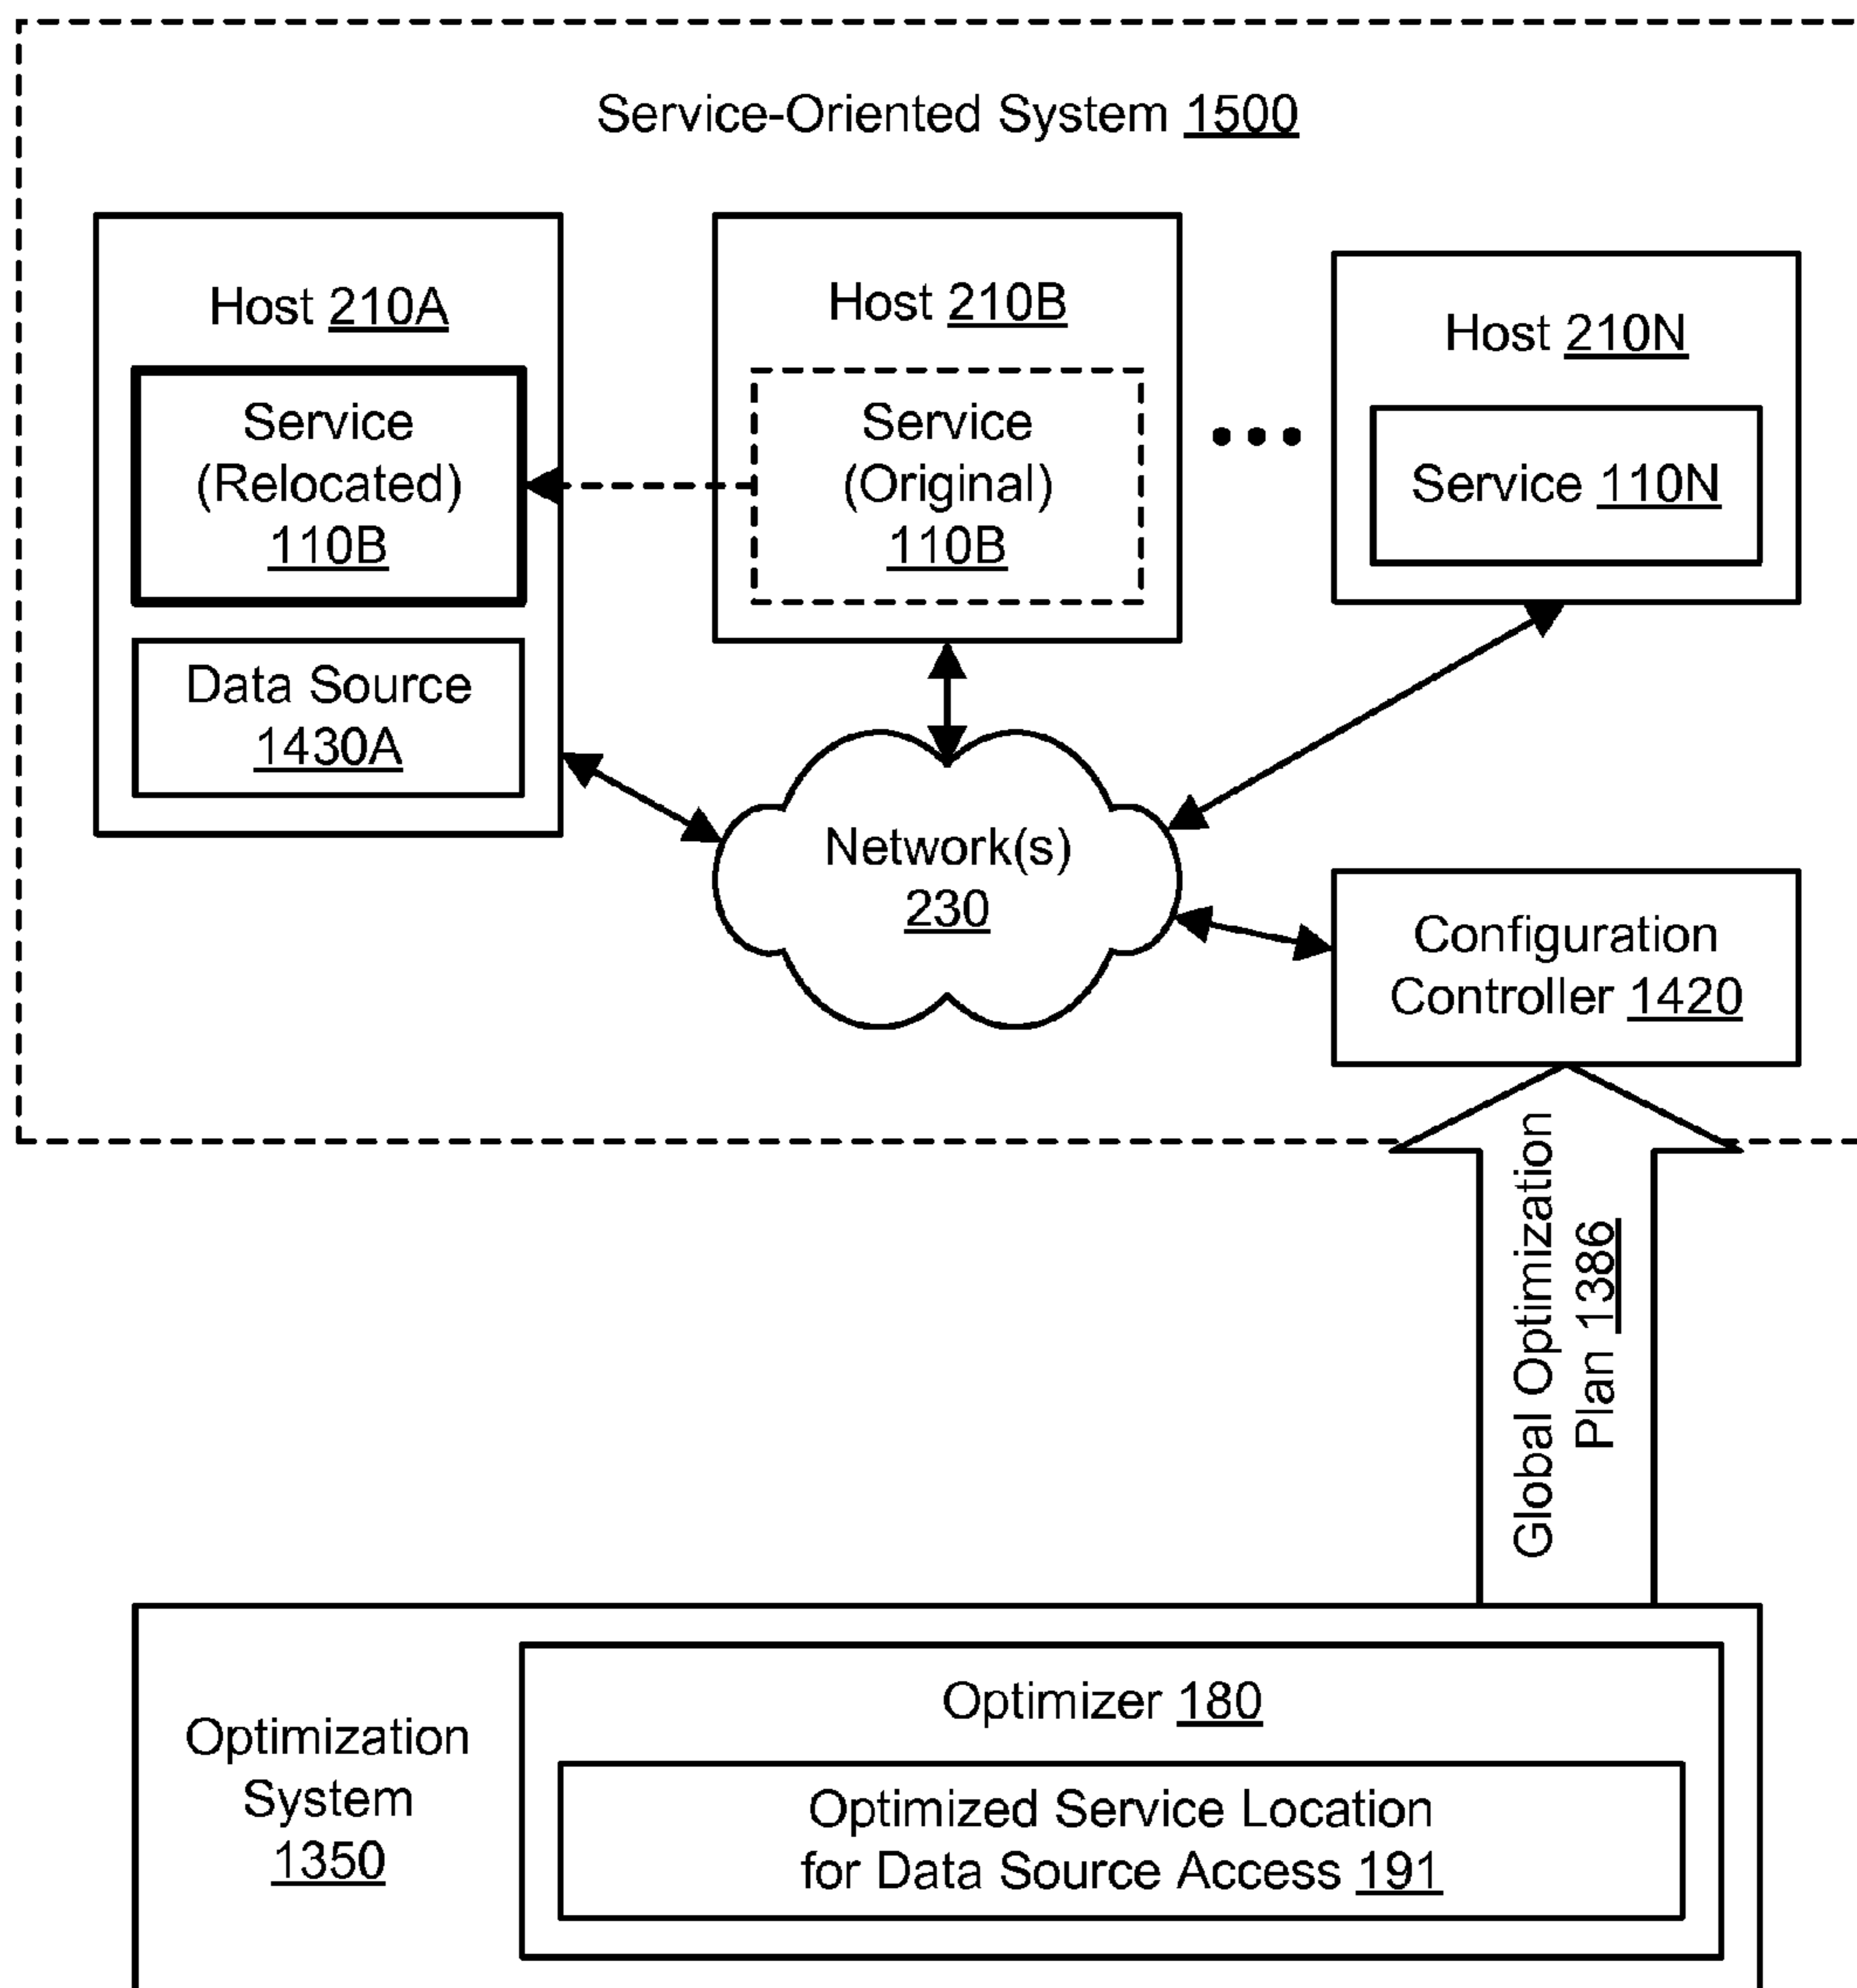 Service-Oriented System 1500
Host 210A
Service
(Relocated)
110B
Data Source
1430A
Host 210B
Service
(Original)
110B
Host 210N
Service 110N
Network(s)
230
Configuration
Controller 1420
Global Optimization
Plan 1386
Optimization
System
1350
Optimizer 180
Optimized Service Location
for Data Source Access 191